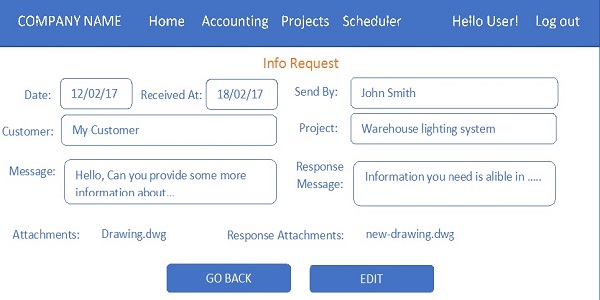 COMPANY NAME Home Accounting Projects Scheduler Hello User! Log out
Info Request
Date: 12/02/17 Received At: 18/02/17 Send By: John Smith
Customer: My Customer Project: Warehouse lighting system
Message: Hello, Can you provide some more
information about...
Response
Message: Information you need is alible in .....
Attachments: Drawing.dwg Response Attachments: new-drawing.dwg
GO BACK EDIT